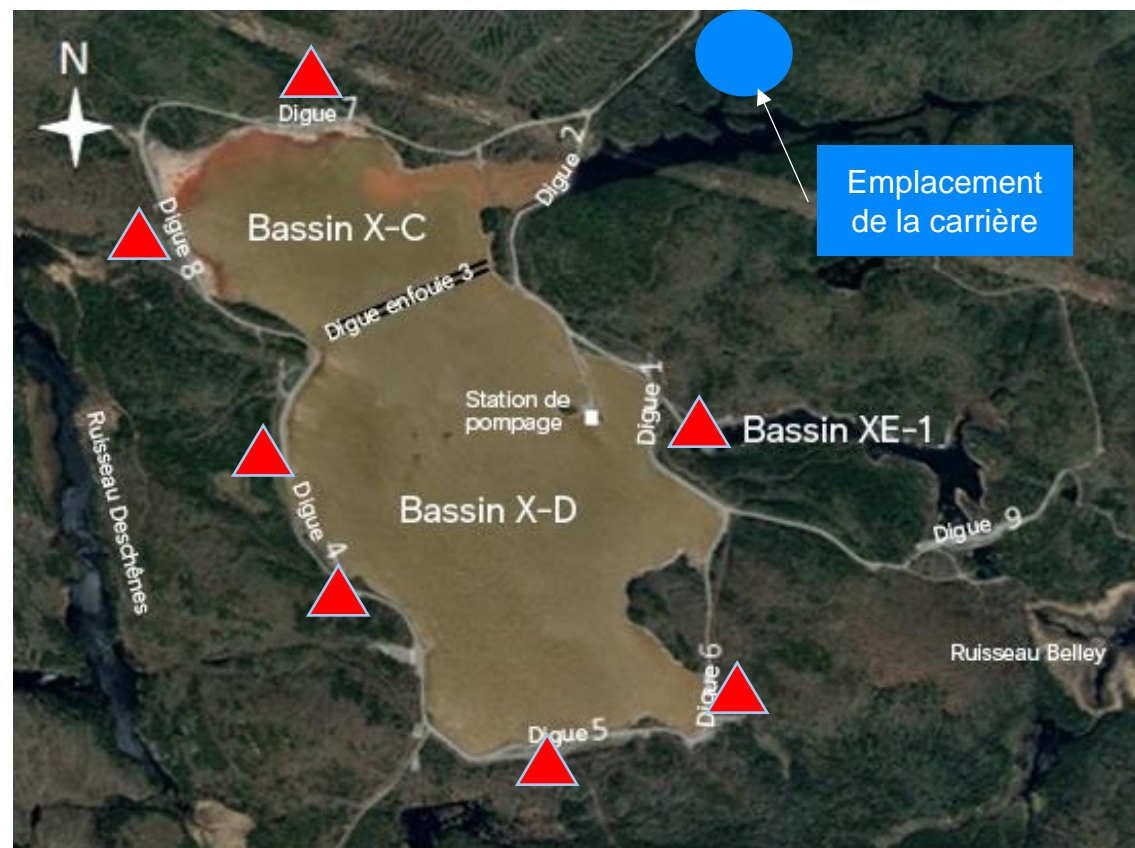 N
Digue 7
Digue 2
Emplacement
de la carrière
Digue 8
Bassin X-C
Digue enfouie 3
Digue 1
Station de
pompage
Bassin XE-1
Ruisseau Deschênes
Digue 4
Bassin X-D
Digue 9
Digue 6
Ruisseau Belley
Digue 5